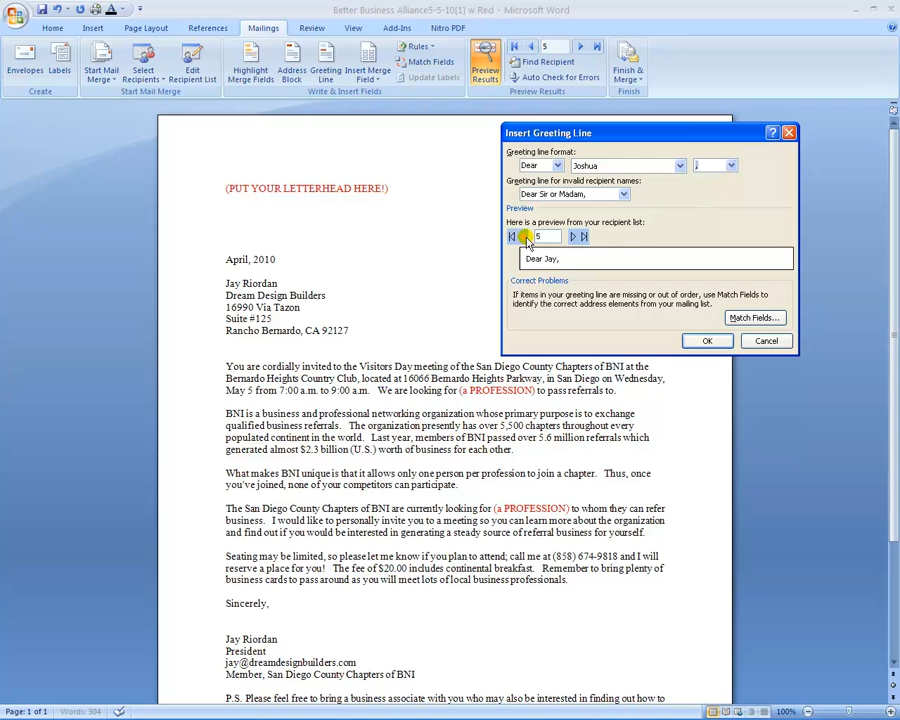 Better Business Alliance5-5-10[1] w Red - Microsoft Word
Home Insert Page Layout References Mailings Review View Add-Ins Nitro PDF
Envelopes Labels
Create
Start Mail Merge Select Recipients Edit Recipient List
Start Mail Merge
Highlight Merge Fields Address Block Greeting Line Insert Merge Field
Rules
Match Fields
Update Labels
Write & Insert Fields
Preview Results
5
Find Recipient
Auto Check for Errors
Preview Results
Finish & Merge
Finish
Insert Greeting Line
Greeting line format:
Dear Joshua ,
Greeting line for invalid recipient names:
Dear Sir or Madam,
Preview
Here is a preview from your recipient list:
5
Dear Jay,
Correct Problems
If items in your greeting line are missing or out of order, use Match Fields to
identify the correct address elements from your mailing list.
Match Fields...
OK Cancel
(PUT YOUR LETTERHEAD HERE!)
April, 2010
Jay Riordan
Dream Design Builders
16990 Via Tazon
Suite #125
Rancho Bernardo, CA 92127
You are cordially invited to the Visitors Day meeting of the San Diego County Chapters of BNI at the
Bernardo Heights Country Club, located at 16066 Bernardo Heights Parkway, in San Diego on Wednesday,
May 5 from 7:00 a.m. to 9:00 a.m. We are looking for (a PROFESSION) to pass referrals to.
BNI is a business and professional networking organization whose primary purpose is to exchange
qualified business referrals. The organization presently has over 5,500 chapters throughout every
populated continent in the world. Last year, members of BNI passed over 5.6 million referrals which
generated almost $2.3 billion (U.S.) worth of business for each other.
What makes BNI unique is that it allows only one person per profession to join a chapter. Thus, once
you've joined, none of your competitors can participate.
The San Diego County Chapters of BNI are currently looking for (a PROFESSION) to whom they can refer
business. I would like to personally invite you to a meeting so you can learn more about the organization
and find out if you would be interested in generating a steady source of referral business for yourself.
Seating may be limited, so please let me know if you plan to attend; call me at (858) 674-9818 and I will
reserve a place for you! The fee of $20.00 includes continental breakfast. Remember to bring plenty of
business cards to pass around as you will meet lots of local business professionals.
Sincerely,
Jay Riordan
President
jay@dreamdesignbuilders.com
Member, San Diego County Chapters of BNI
P.S. Please feel free to bring a business associate with you who may also be interested in finding out how to
Page: 1 of 1 Words: 304 100%